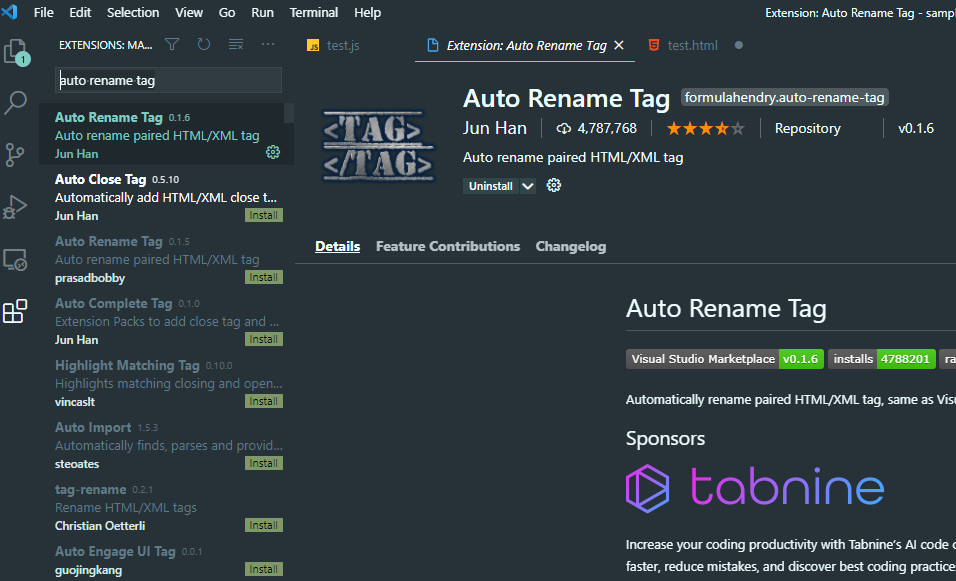 File Edit Selection View Go Run Terminal Help
Extension: Auto Rename Tag - sampl
EXTENSIONS: MA...
1
auto rename tag
Auto Rename Tag 0.1.6
Auto rename paired HTML/XML tag
Jun Han
Auto Close Tag 0.5.10
Automatically add HTML/XML close t...
Jun Han Install
Auto Rename Tag 0.1.5
Auto rename paired HTML/XML tag
prasadbobby Install
Auto Complete Tag 0.1.0
Extension Packs to add close tag and ...
Jun Han Install
Highlight Matching Tag 0.10.0
Highlights matching closing and open...
vincaslt Install
Auto Import 1.5.3
Automatically finds, parses and provid...
steoates Install
tag-rename 0.2.1
Rename HTML/XML tags
Christian Oetterli Install
Auto Engage UI Tag 0.0.1
guojingkang Install
JS test.js
Extension: Auto Rename Tag
test.html
<TAG>
</TAG>
Auto Rename Tag formulahendry.auto-rename-tag
Jun Han 4,787,768 Repository v0.1.6
Auto rename paired HTML/XML tag
Uninstall
Details Feature Contributions Changelog
Auto Rename Tag
Visual Studio Marketplace v0.1.6 installs 4788201 ra
Automatically rename paired HTML/XML tag, same as Visu
Sponsors
tabnine
Increase your coding productivity with Tabnine's AI code c
faster, reduce mistakes, and discover best coding practice